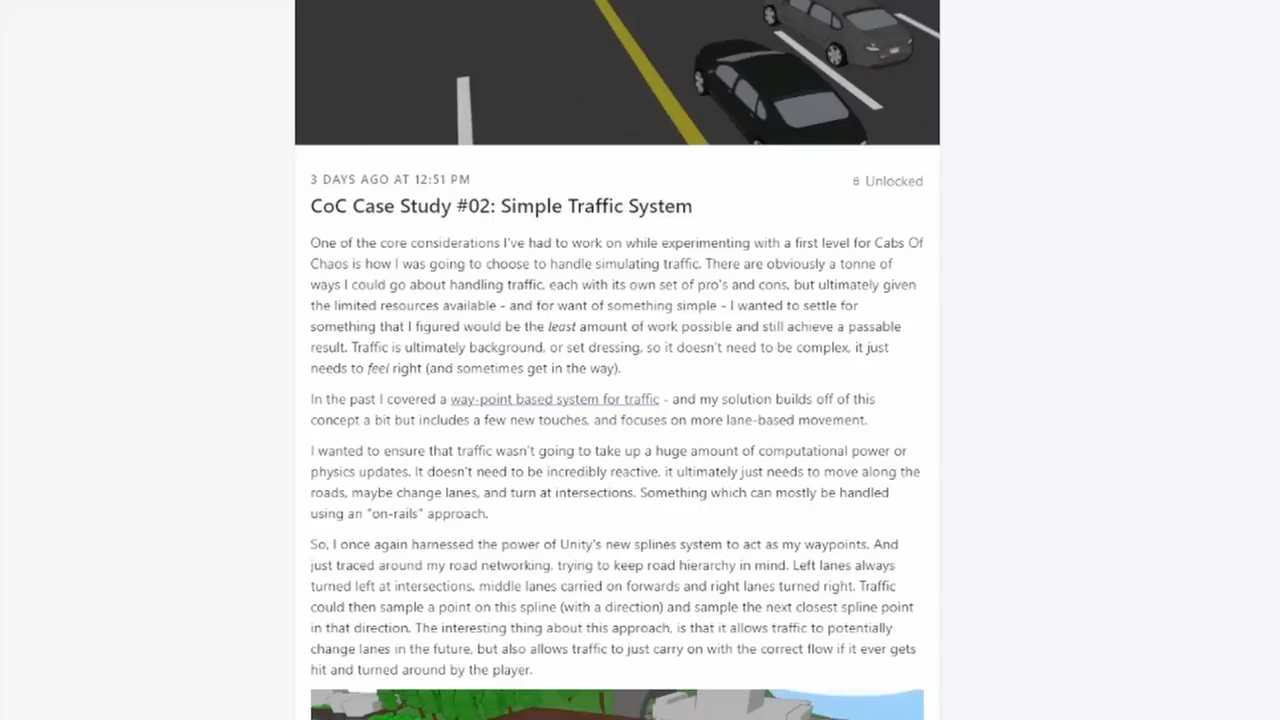 3 DAYS AGO AT 12:51 PM
Unlocked
CoC Case Study #02: Simple Traffic System
One of the core considerations I've had to work on while experimenting with a first level for Cabs Of
Chaos is how I was going to choose to handle simulating traffic. There are obviously a tonne of
ways I could go about handling traffic, each with its own set of pro's and cons, but ultimately given
the limited resources available - and for want of something simple - I wanted to settle for
something that I figured would be the least amount of work possible and still achieve a passable
result. Traffic is ultimately background, or set dressing, so it doesn't need to be complex, it just
needs to feel right (and sometimes get in the way).
In the past I covered a way-point based system for traffic - and my solution builds off of this
concept a bit but includes a few new touches, and focuses on more lane-based movement.
I wanted to ensure that traffic wasn't going to take up a huge amount of computational power or
physics updates. It doesn't need to be incredibly reactive, it ultimately just needs to move along the
roads, maybe change lanes, and turn at intersections. Something which can mostly be handled
using an "on-rails" approach.
So, I once again harnessed the power of Unity's new splines system to act as my waypoints. And
just traced around my road networking, trying to keep road hierarchy in mind. Left lanes always
turned left at intersections, middle lanes carried on forwards and right lanes turned right. Traffic
could then sample a point on this spline (with a direction) and sample the next closest spline point
in that direction. The interesting thing about this approach, is that it allows traffic to potentially
change lanes in the future, but also allows traffic to just carry on with the correct flow if it ever gets
hit and turned around by the player.